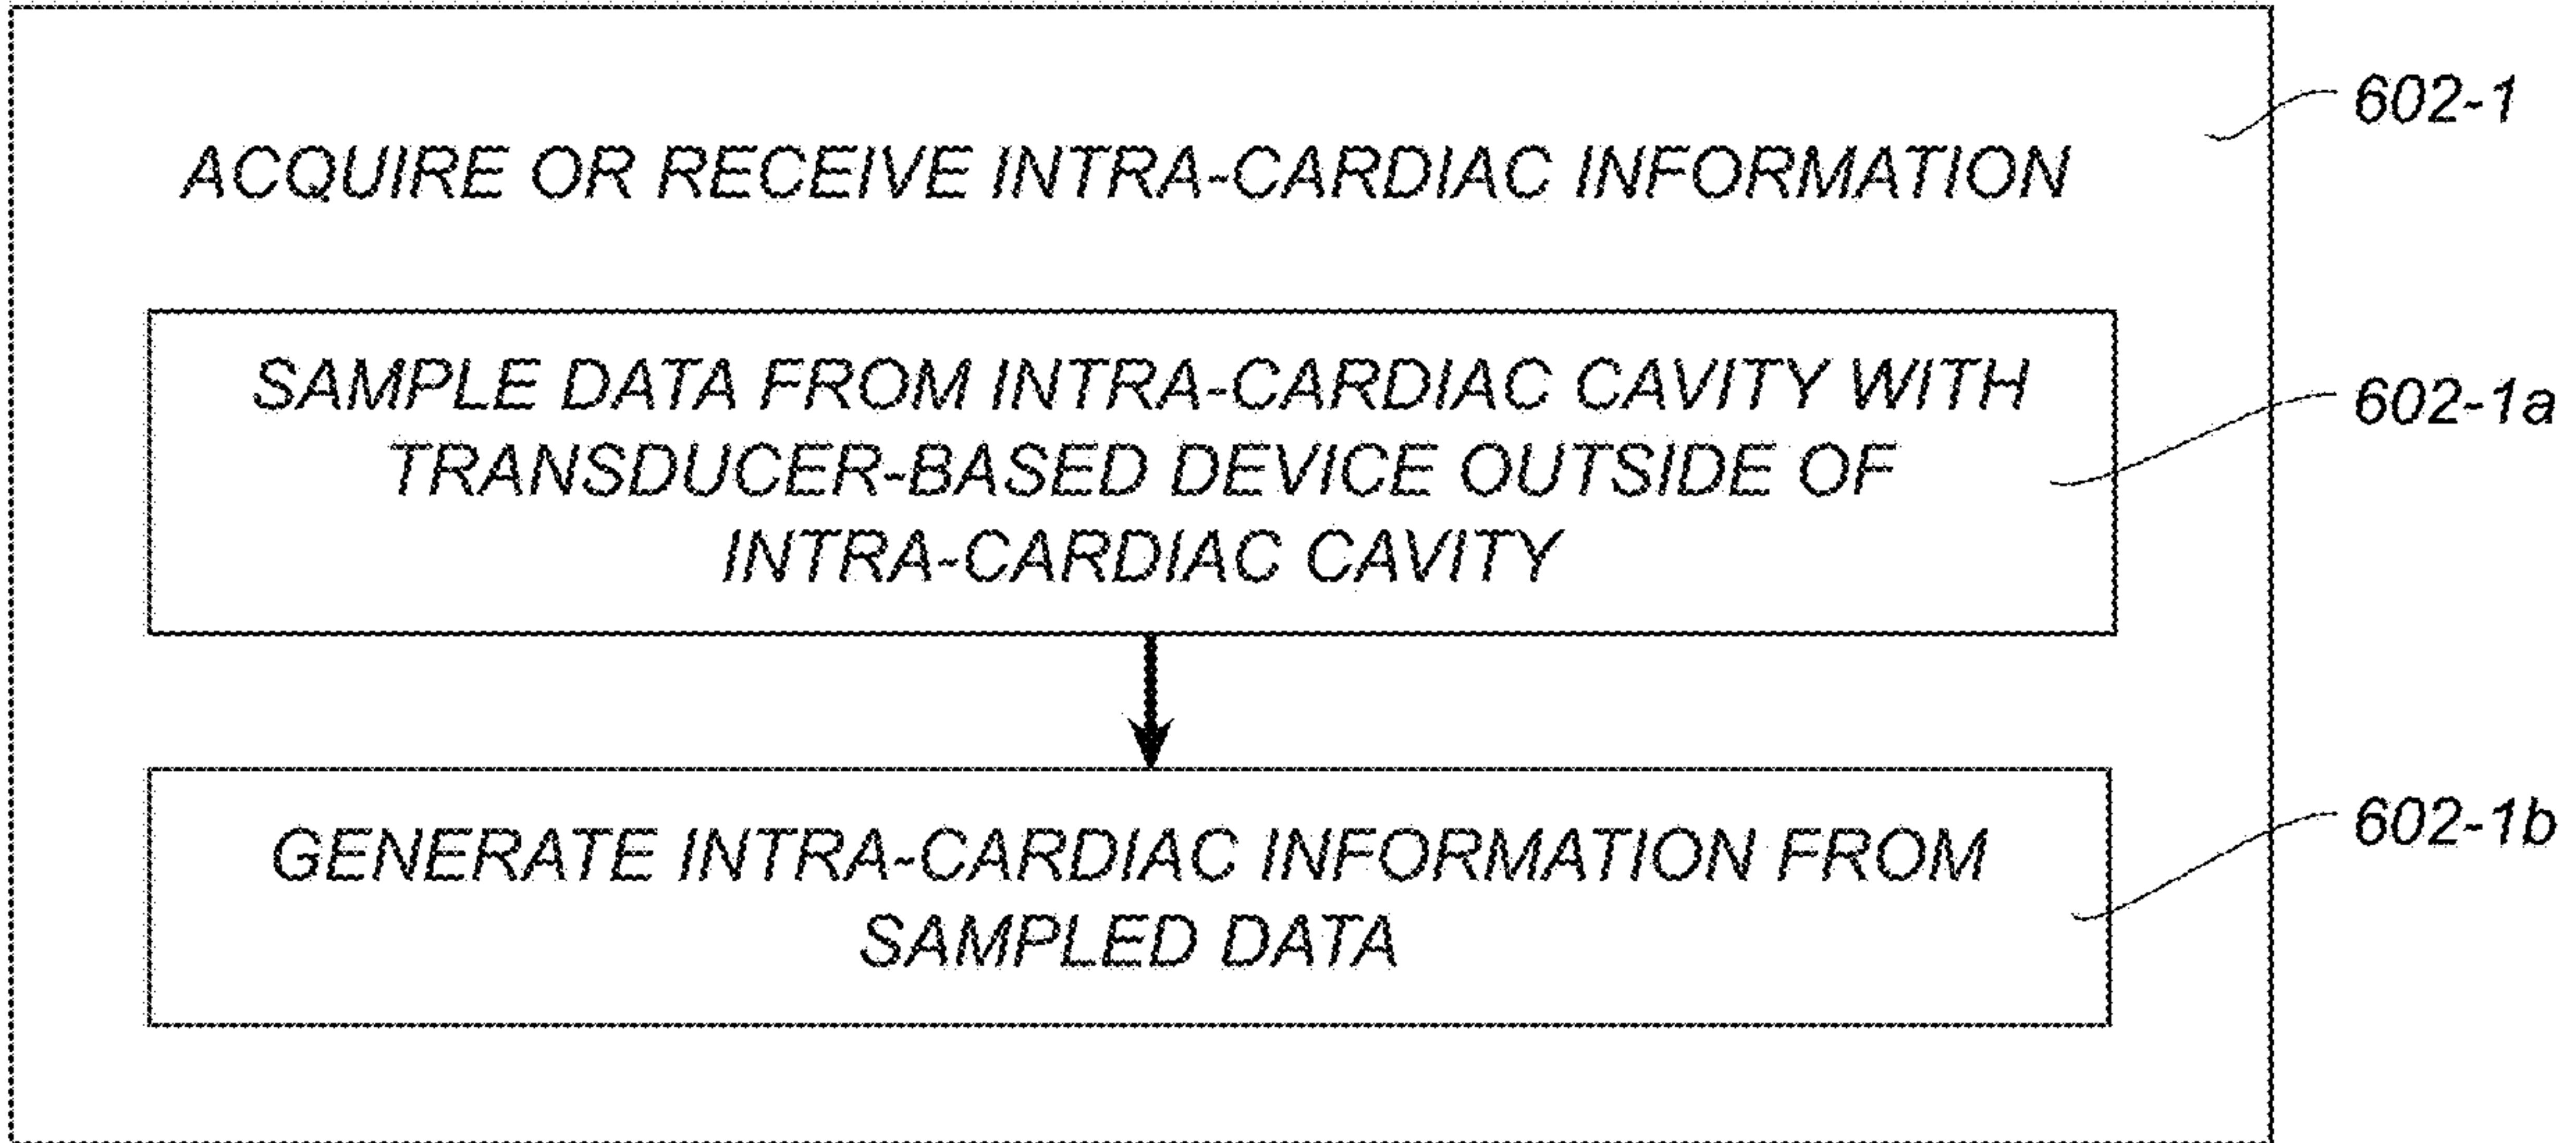 602-1
ACQUIRE OR RECEIVE INTRA-CARDIAC INFORMATION
SAMPLE DATA FROM INTRA-CARDIAC CAVITY WITH
TRANSDUCER-BASED DEVICE OUTSIDE OF
INTRA-CARDIAC CAVITY
602-1a
GENERATE INTRA-CARDIAC INFORMATION FROM
SAMPLED DATA
602-1b